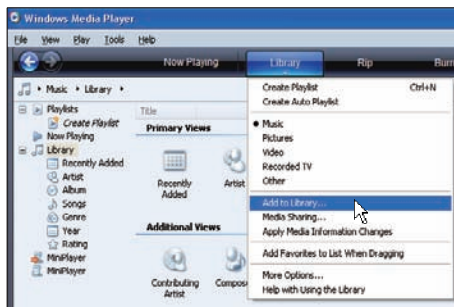 Windows Media Player
File View Play Tools Help
Now Playing Library Rip Burn
Music Library
Playlists
Create Playlist
Now Playing
Library
Recently Added
Artist
Album
Songs
Genre
Year
Rating
MiniPlayer
MiniPlayer
Title
Primary Views
Recently Added
Artist
Additional Views
Contributing Artist
Compos
Create Playlist Ctrl+N
Create Auto Playlist
Music
Pictures
Video
Recorded TV
Other
Add to Library...
Media Sharing...
Apply Media Information Changes
Add Favorites to List When Dragging
More Options...
Help with Using the Library